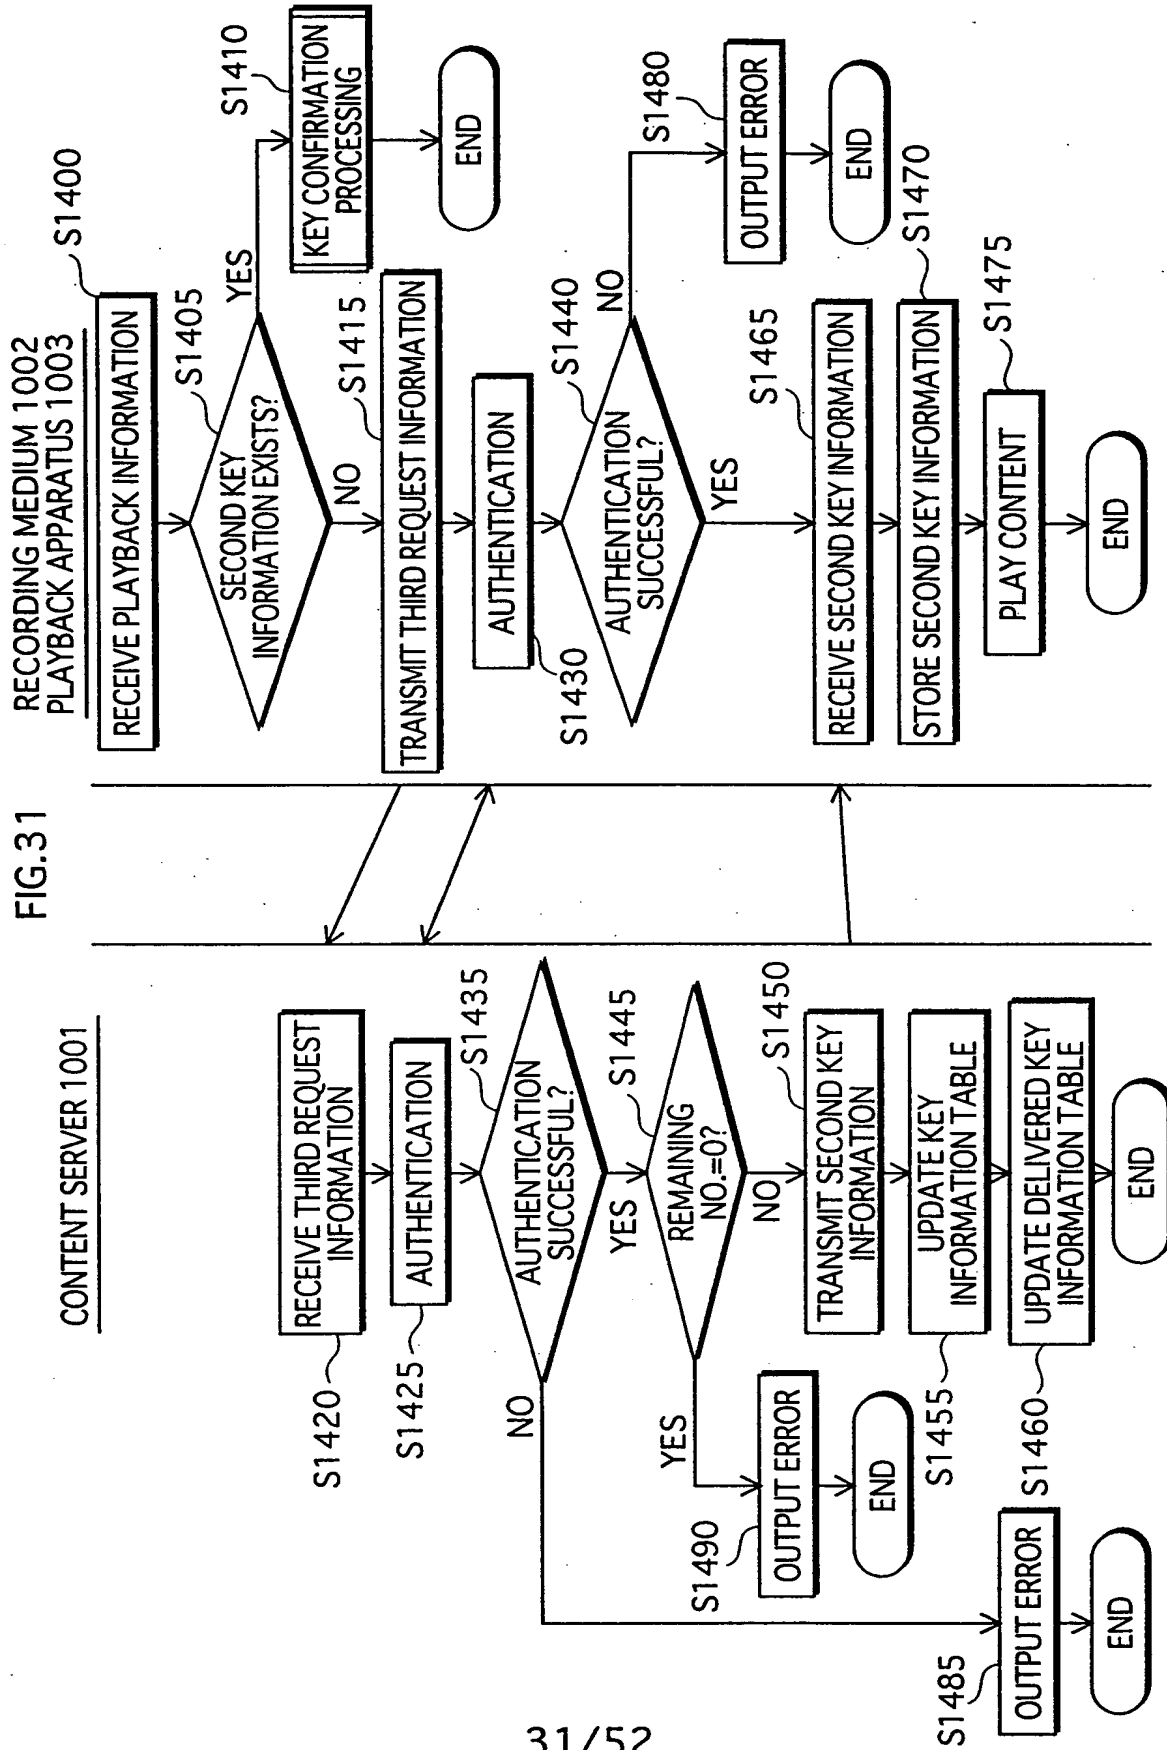 FIG.31
CONTENT SERVER 1001
RECEIVE THIRD REQUEST
INFORMATION
S1420
AUTHENTICATION
S1425
AUTHENTICATION
SUCCESSFUL?
S1435
NO
YES
REMAINING
NO.=0?
S1445
YES
NO
OUTPUT ERROR
S1490
END
TRANSMIT SECOND KEY
INFORMATION
S1450
UPDATE KEY
INFORMATION TABLE
S1455
UPDATE DELIVERED KEY
INFORMATION TABLE
S1460
END
OUTPUT ERROR
S1485
END
RECORDING MEDIUM 1002
PLAYBACK APPARATUS 1003
RECEIVE PLAYBACK INFORMATION
S1400
SECOND KEY
INFORMATION EXISTS?
S1405
YES
NO
KEY CONFIRMATION
PROCESSING
S1410
END
TRANSMIT THIRD REQUEST INFORMATION
S1415
AUTHENTICATION
S1430
AUTHENTICATION
SUCCESSFUL?
S1440
NO
YES
OUTPUT ERROR
S1480
END
RECEIVE SECOND KEY INFORMATION
S1465
STORE SECOND KEY INFORMATION
S1470
PLAY CONTENT
S1475
END
31/52